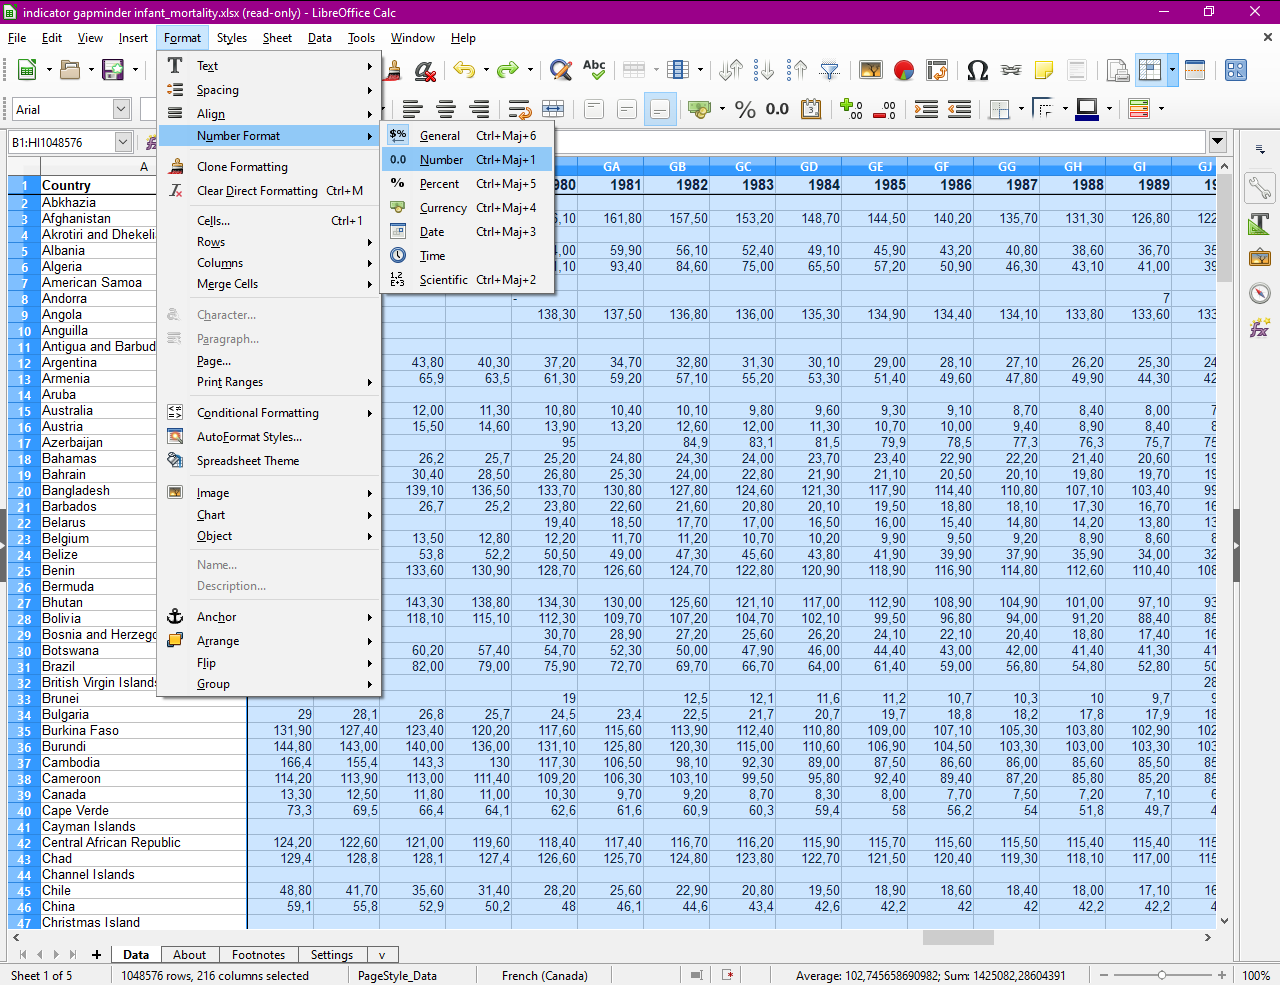 indicator gapminder infant_mortality.xlsx (read-only) - LibreOffice Calc
File Edit View Insert Format Styles Sheet Data Tools Window Help
Arial
B1:HI1048576
Text
Spacing
Align
Number Format
Clone Formatting
Clear Direct Formatting Ctrl+M
Cells... Ctrl+1
Rows
Columns
Merge Cells
Character...
Paragraph...
Page...
Print Ranges
Conditional Formatting
AutoFormat Styles...
Spreadsheet Theme
Image
Chart
Object
Name...
Description...
Anchor
Arrange
Flip
Group
General Ctrl+Maj+6
Number Ctrl+Maj+1
Percent Ctrl+Maj+5
Currency Ctrl+Maj+4
Date Ctrl+Maj+3
Time
Scientific Ctrl+Maj+2
A GA GB GC GD GE GF GG GH GI GJ
1 Country 1981 1982 1983 1984 1985 1986 1987 1988 1989
2 Abkhazia
3 Afghanistan 161,80 157,50 153,20 148,70 144,50 140,20 135,70 131,30 126,80
4 Akrotiri and Dhekeli
5 Albania 59,90 56,10 52,40 49,10 45,90 43,20 40,80 38,60 36,70
6 Algeria 93,40 84,60 75,00 65,50 57,20 50,90 46,30 43,10 41,00
7 American Samoa
8 Andorra 7
9 Angola 138,30 137,50 136,80 136,00 135,30 134,90 134,40 134,10 133,80 133,60
10 Anguilla
11 Antigua and Barbud
12 Argentina 43,80 40,30 37,20 34,70 32,80 31,30 30,10 29,00 28,10 27,10 26,20 25,30
13 Armenia 65,9 63,5 61,30 59,20 57,10 55,20 53,30 51,40 49,60 47,80 49,90 44,30
14 Aruba
15 Australia 12,00 11,30 10,80 10,40 10,10 9,80 9,60 9,30 9,10 8,70 8,40 8,00
16 Austria 15,50 14,60 13,90 13,20 12,60 12,00 11,30 10,70 10,00 9,40 8,90 8,40
17 Azerbaijan 95 84,9 83,1 81,5 79,9 78,5 77,3 76,3 75,7
18 Bahamas 26,2 25,7 25,20 24,80 24,30 24,00 23,70 23,40 22,90 22,20 21,40 20,60
19 Bahrain 30,40 28,50 26,80 25,30 24,00 22,80 21,90 21,10 20,50 20,10 19,80 19,70
20 Bangladesh 139,10 136,50 133,70 130,80 127,80 124,60 121,30 117,90 114,40 110,80 107,10 103,40
21 Barbados 26,7 25,2 23,80 22,60 21,60 20,80 20,10 19,50 18,80 18,10 17,30 16,70
22 Belarus 19,40 18,50 17,70 17,00 16,50 16,00 15,40 14,80 14,20 13,80
23 Belgium 13,50 12,80 12,20 11,70 11,20 10,70 10,20 9,90 9,50 9,20 8,90 8,60
24 Belize 53,8 52,2 50,50 49,00 47,30 45,60 43,80 41,90 39,90 37,90 35,90 34,00
25 Benin 133,60 130,90 128,70 126,60 124,70 122,80 120,90 118,90 116,90 114,80 112,60 110,40
26 Bermuda
27 Bhutan 143,30 138,80 134,30 130,00 125,60 121,10 117,00 112,90 108,90 104,90 101,00 97,10
28 Bolivia 118,10 115,10 112,30 109,70 107,20 104,70 102,10 99,50 96,80 94,00 91,20 88,40
29 Bosnia and Herzego 30,70 28,90 27,20 25,60 26,20 24,10 22,10 20,40 18,80 17,40
30 Botswana 60,20 57,40 54,70 52,30 50,00 47,90 46,00 44,40 43,00 42,00 41,40 41,30
31 Brazil 82,00 79,00 75,90 72,70 69,70 66,70 64,00 61,40 59,00 56,80 54,80 52,80
32 British Virgin Islands
33 Brunei 19 12,5 12,1 11,6 11,2 10,7 10,3 10 9,7
34 Bulgaria 29 28,1 26,8 25,7 24,5 23,4 22,5 21,7 20,7 19,7 18,8 18,2 17,8 17,9
35 Burkina Faso 131,90 127,40 123,40 120,20 117,60 115,60 113,90 112,40 110,80 109,00 107,10 105,30 103,80 102,90
36 Burundi 144,80 143,00 140,00 136,00 131,10 125,80 120,30 115,00 110,60 106,90 104,50 103,30 103,00 103,30
37 Cambodia 166,4 155,4 143,3 130 117,30 106,50 98,10 92,30 89,00 87,50 86,60 86,00 85,60 85,50
38 Cameroon 114,20 113,90 113,00 111,40 109,20 106,30 103,10 99,50 95,80 92,40 89,40 87,20 85,80 85,20
39 Canada 13,30 12,50 11,80 11,00 10,30 9,70 9,20 8,70 8,30 8,00 7,70 7,50 7,20 7,10
40 Cape Verde 73,3 69,5 66,4 64,1 62,6 61,6 60,9 60,3 59,4 58 56,2 54 51,8 49,7
41 Cayman Islands
42 Central African Republic 124,20 122,60 121,00 119,60 118,40 117,40 116,70 116,20 115,90 115,70 115,60 115,50 115,40 115,40
43 Chad 129,4 128,8 128,1 127,4 126,60 125,70 124,80 123,80 122,70 121,50 120,40 119,30 118,10 117,00
44 Channel Islands
45 Chile 48,80 41,70 35,60 31,40 28,20 25,60 22,90 20,80 19,50 18,90 18,60 18,40 18,00 17,10
46 China 59,1 55,8 52,9 50,2 48 46,1 44,6 43,4 42,6 42,2 42 42 42,2 42,2
47 Christmas Island
Data About Footnotes Settings v
Sheet 1 of 5 1048576 rows, 216 columns selected PageStyle_Data French (Canada) Average: 102,745658690982; Sum: 1425082,28604391 100%